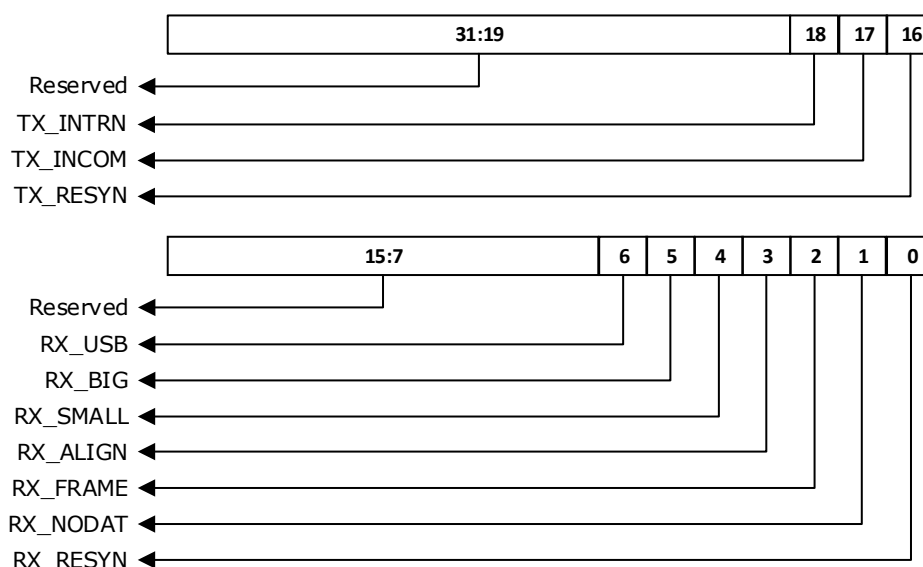 31:19 18 17 16
Reserved
TX_INTRN
TX_INCOM
TX_RESYN
15:7 6 5 4 3 2 1 0
Reserved
RX_USB
RX_BIG
RX_SMALL
RX_ALIGN
RX_FRAME
RX_NODAT
RX_RESYN